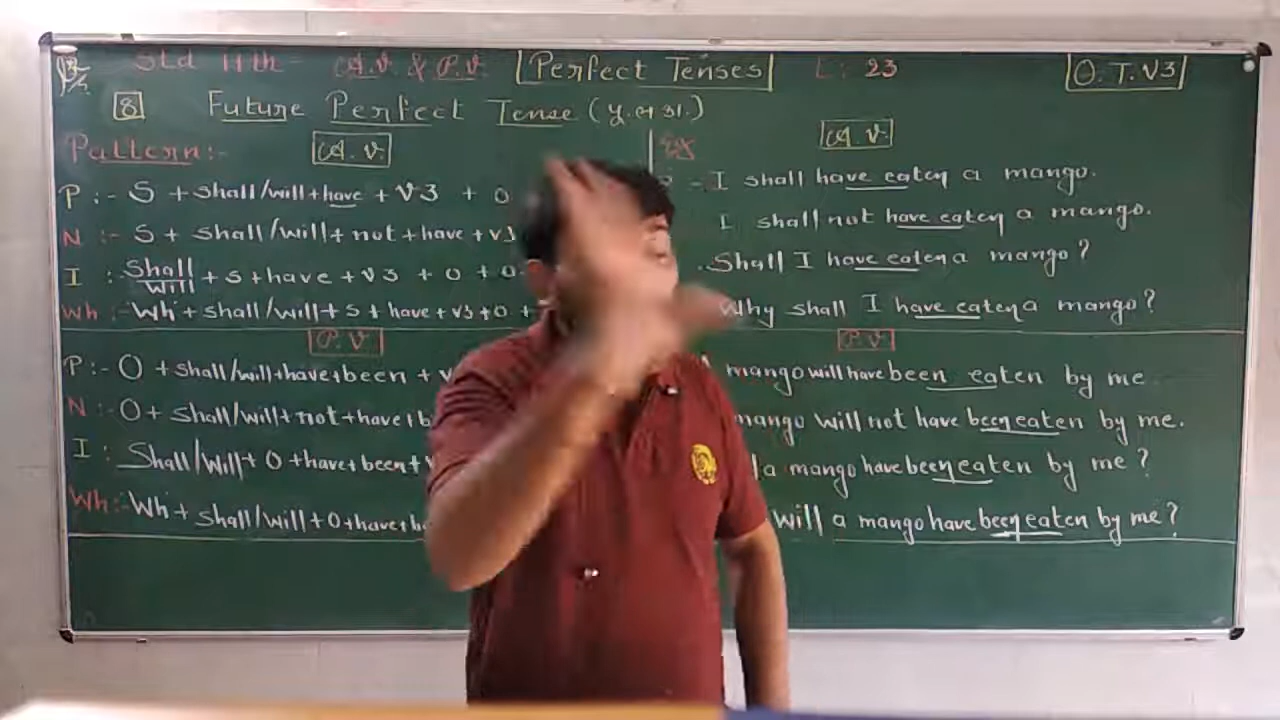 Std 11th - A.V. & P.V. Perfect Tenses L: 23 O.T.V3
8 Future Perfect Tense (પૂ.ભ.કા.)
Pattern:- A.V. Ex A.V.
P :- S + shall/will + have + V3 + O
N :- S + shall/will + not + have + V3
I : Shall/Will + S + have + V3 + O + O
Wh :- Wh + shall/will + S + have + V3 + O +
- I shall have eaten a mango.
I shall not have eaten a mango.
Shall I have eaten a mango?
Why shall I have eaten a mango?
P.V. P.V.
P :- O + shall/will + have + been + V
N :- O + shall/will + not + have + b
I : Shall/Will + O + have + been + V
Wh :- Wh + shall/will + O + have + be
mango will have been eaten by me.
mango will not have been eaten by me.
a mango have been eaten by me?
will a mango have been eaten by me?